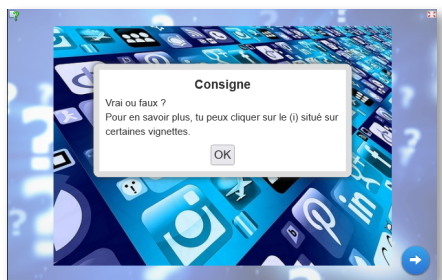 Consigne
Vrai ou faux ?
Pour en savoir plus, tu peux cliquer sur le (i) situé sur
certaines vignettes.
OK